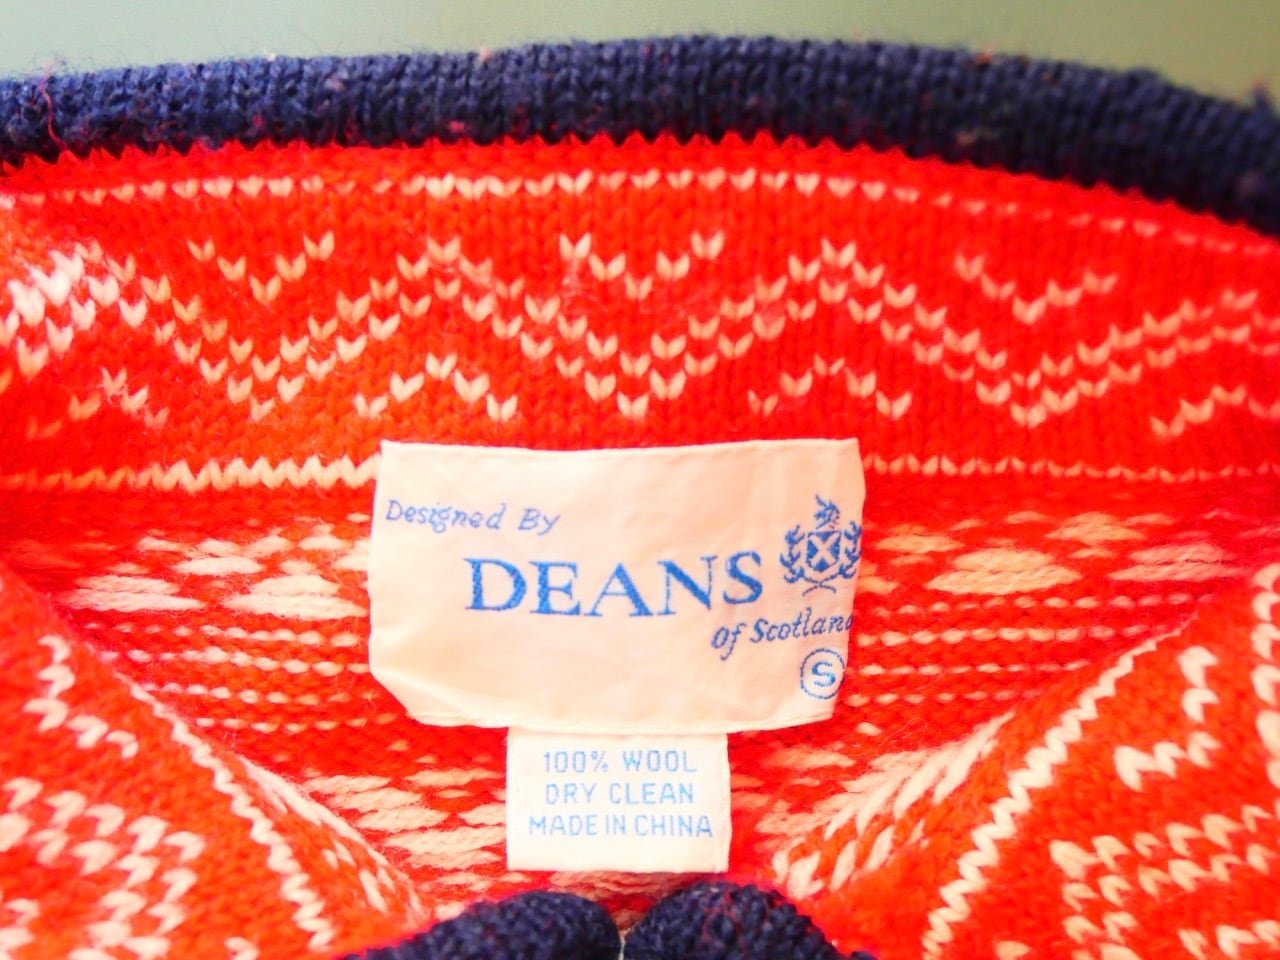 Designed By
DEANS
of Scotland
S
100% WOOL
DRY CLEAN
MADE IN CHINA